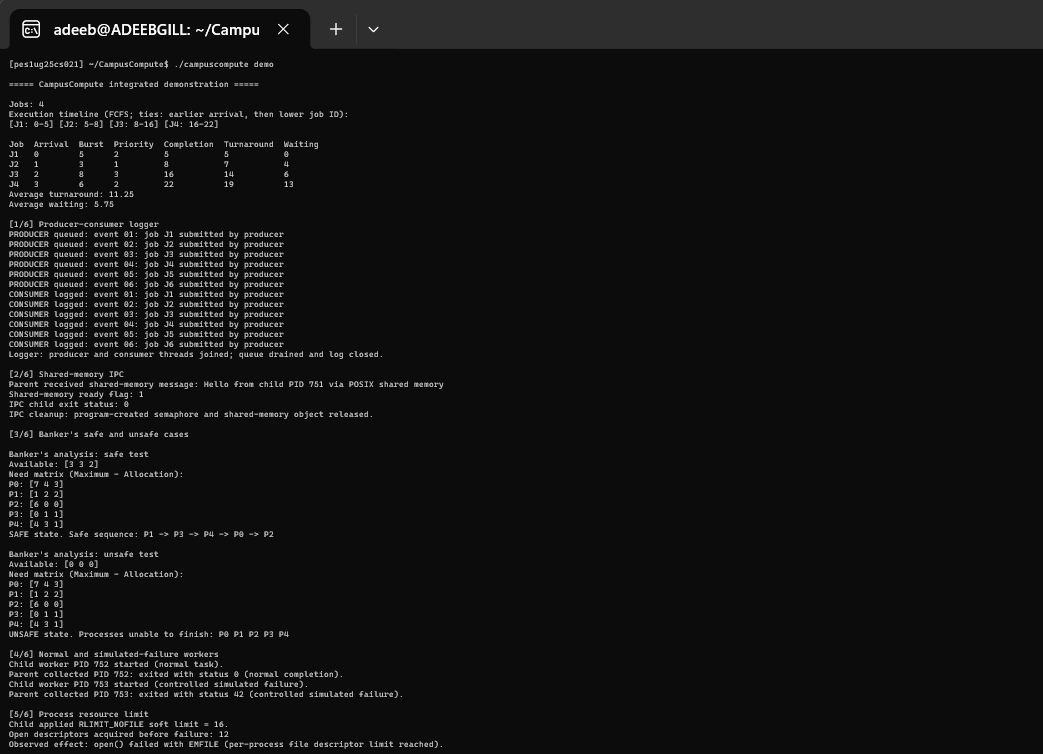 adeeb@ADEEBGILL: ~/Campu
[pes1ug25cs021] ~/CampusCompute$ ./campuscompute demo
===== CampusCompute integrated demonstration =====
Jobs: 4
Execution timeline (FCFS; ties: earlier arrival, then lower job ID):
[J1: 0-5] [J2: 5-8] [J3: 8-16] [J4: 16-22]
Job Arrival Burst Priority Completion Turnaround Waiting
J1 0 5 2 5 5 0
J2 1 3 1 8 7 4
J3 2 8 3 16 14 6
J4 3 6 2 22 19 13
Average turnaround: 11.25
Average waiting: 5.75
[1/6] Producer-consumer logger
PRODUCER queued: event 01: job J1 submitted by producer
PRODUCER queued: event 02: job J2 submitted by producer
PRODUCER queued: event 03: job J3 submitted by producer
PRODUCER queued: event 04: job J4 submitted by producer
PRODUCER queued: event 05: job J5 submitted by producer
PRODUCER queued: event 06: job J6 submitted by producer
CONSUMER logged: event 01: job J1 submitted by producer
CONSUMER logged: event 02: job J2 submitted by producer
CONSUMER logged: event 03: job J3 submitted by producer
CONSUMER logged: event 04: job J4 submitted by producer
CONSUMER logged: event 05: job J5 submitted by producer
CONSUMER logged: event 06: job J6 submitted by producer
Logger: producer and consumer threads joined; queue drained and log closed.
[2/6] Shared-memory IPC
Parent received shared-memory message: Hello from child PID 751 via POSIX shared memory
Shared-memory ready flag: 1
IPC child exit status: 0
IPC cleanup: program-created semaphore and shared-memory object released.
[3/6] Banker's safe and unsafe cases
Banker's analysis: safe test
Available: [3 3 2]
Need matrix (Maximum - Allocation):
P0: [7 4 3]
P1: [1 2 2]
P2: [6 0 0]
P3: [0 1 1]
P4: [4 3 1]
SAFE state. Safe sequence: P1 -> P3 -> P4 -> P0 -> P2
Banker's analysis: unsafe test
Available: [0 0 0]
Need matrix (Maximum - Allocation):
P0: [7 4 3]
P1: [1 2 2]
P2: [6 0 0]
P3: [0 1 1]
P4: [4 3 1]
UNSAFE state. Processes unable to finish: P0 P1 P2 P3 P4
[4/6] Normal and simulated-failure workers
Child worker PID 752 started (normal task).
Parent collected PID 752: exited with status 0 (normal completion).
Child worker PID 753 started (controlled simulated failure).
Parent collected PID 753: exited with status 42 (controlled simulated failure).
[5/6] Process resource limit
Child applied RLIMIT_NOFILE soft limit = 16.
Open descriptors acquired before failure: 12
Observed effect: open() failed with EMFILE (per-process file descriptor limit reached).